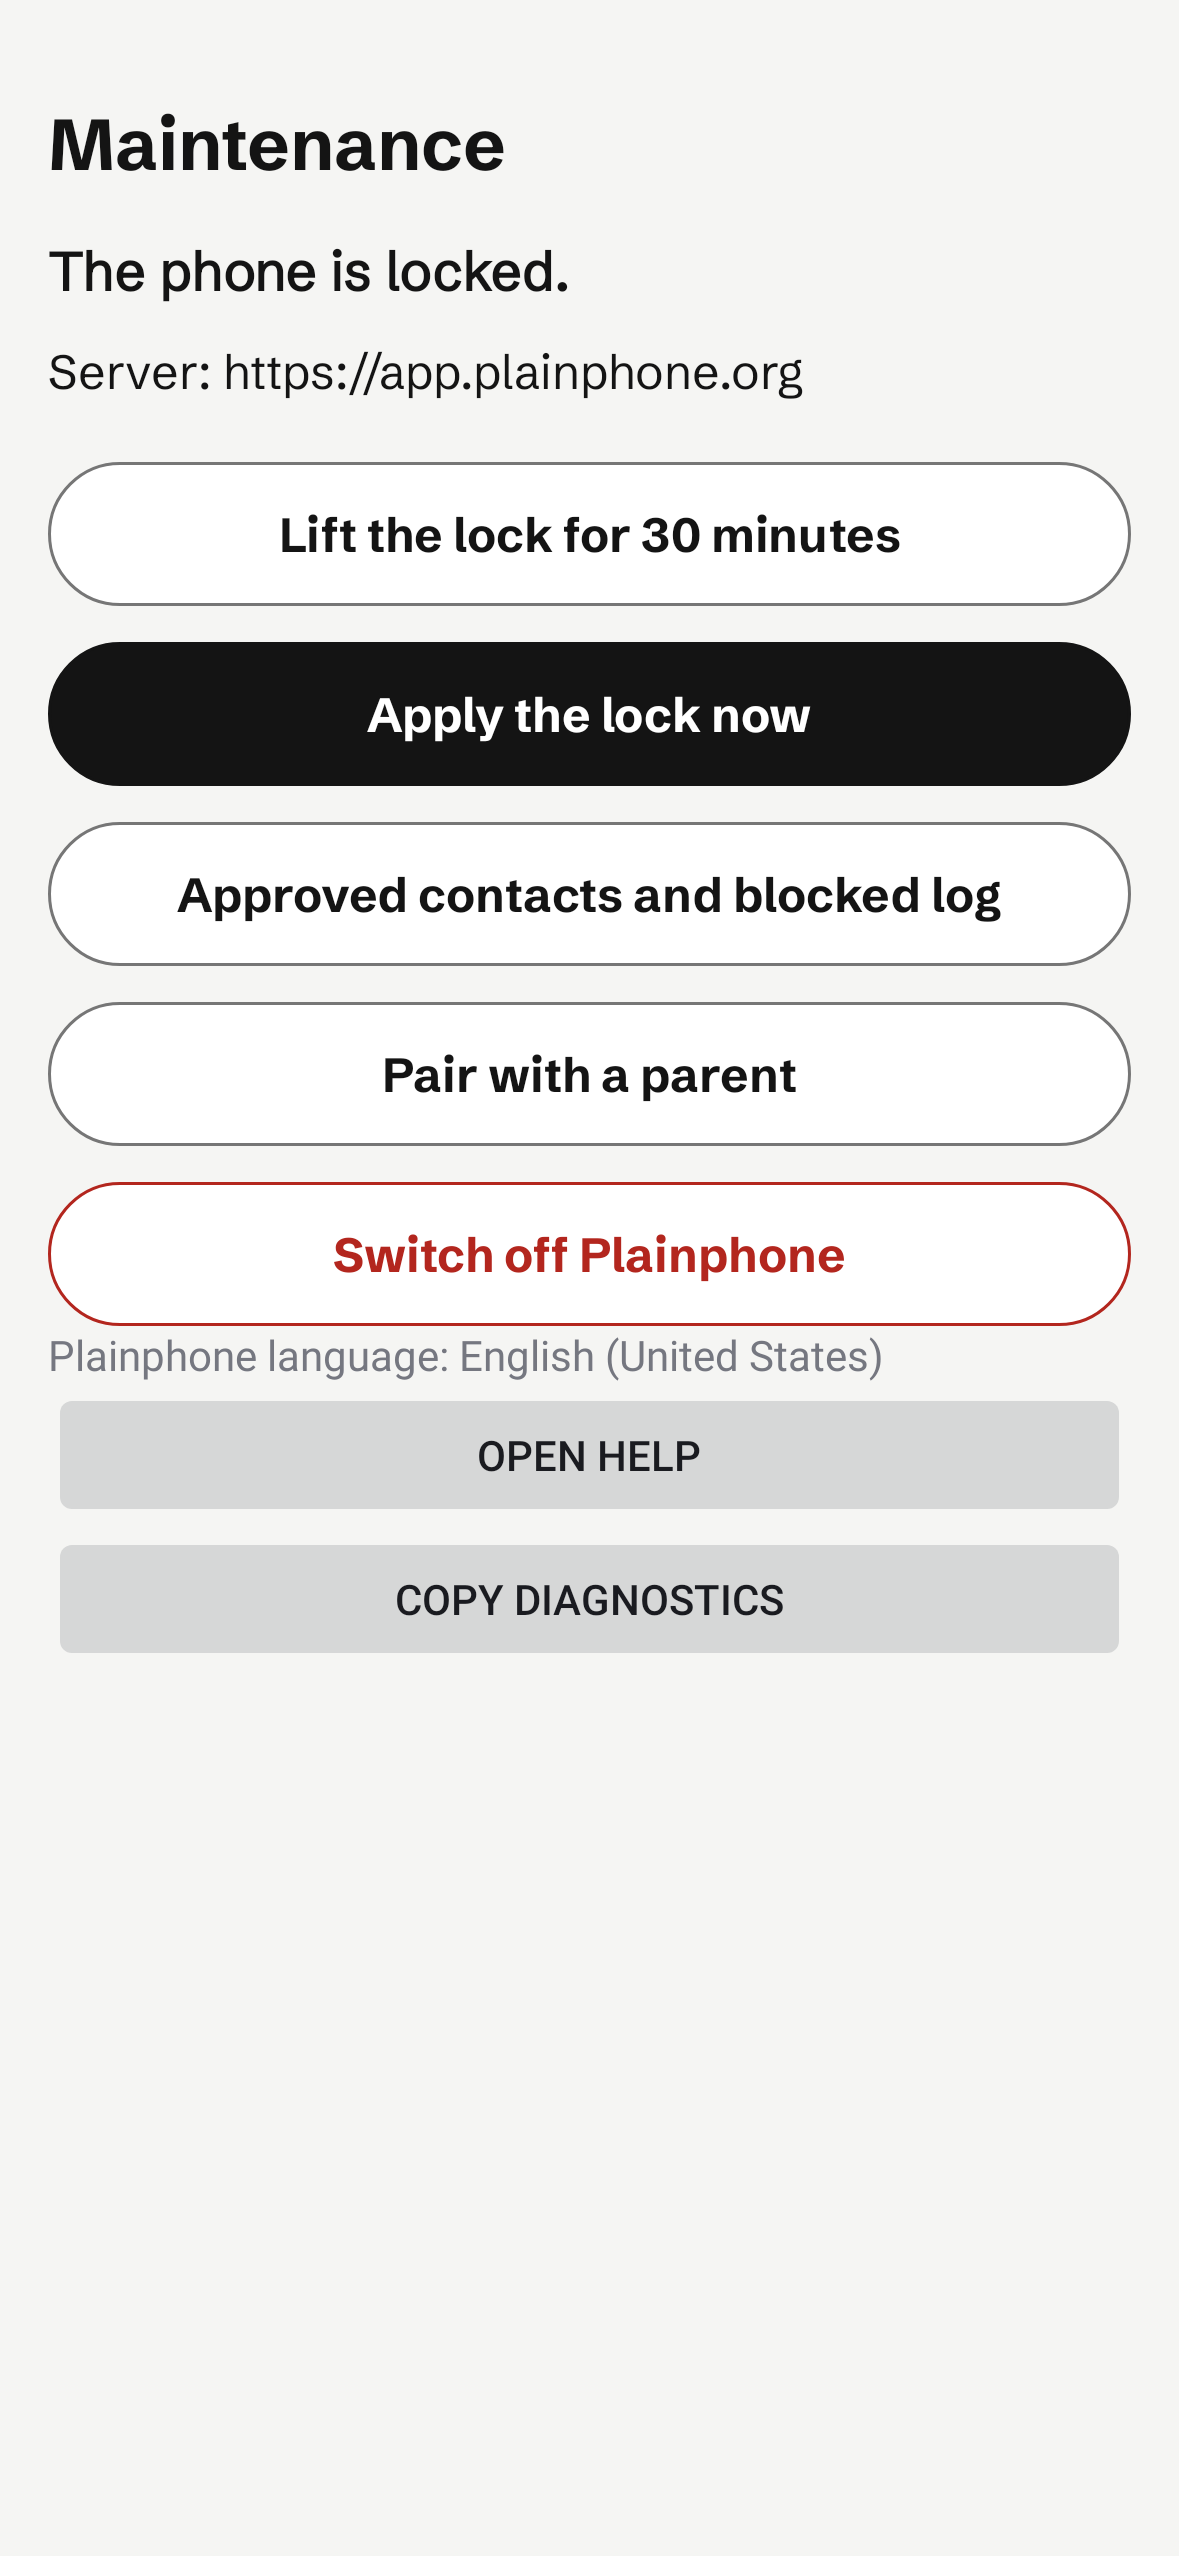 Maintenance
The phone is locked.
Server: https://app.plainphone.org
Lift the lock for 30 minutes
Apply the lock now
Approved contacts and blocked log
Pair with a parent
Switch off Plainphone
Plainphone language: English (United States)
OPEN HELP
COPY DIAGNOSTICS